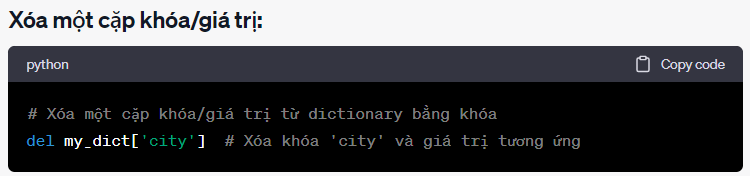 Xóa một cặp khóa/giá trị:
python
Copy code
# Xóa một cặp khóa/giá trị từ dictionary bằng khóa
del my_dict['city']  # Xóa khóa 'city' và giá trị tương ứng